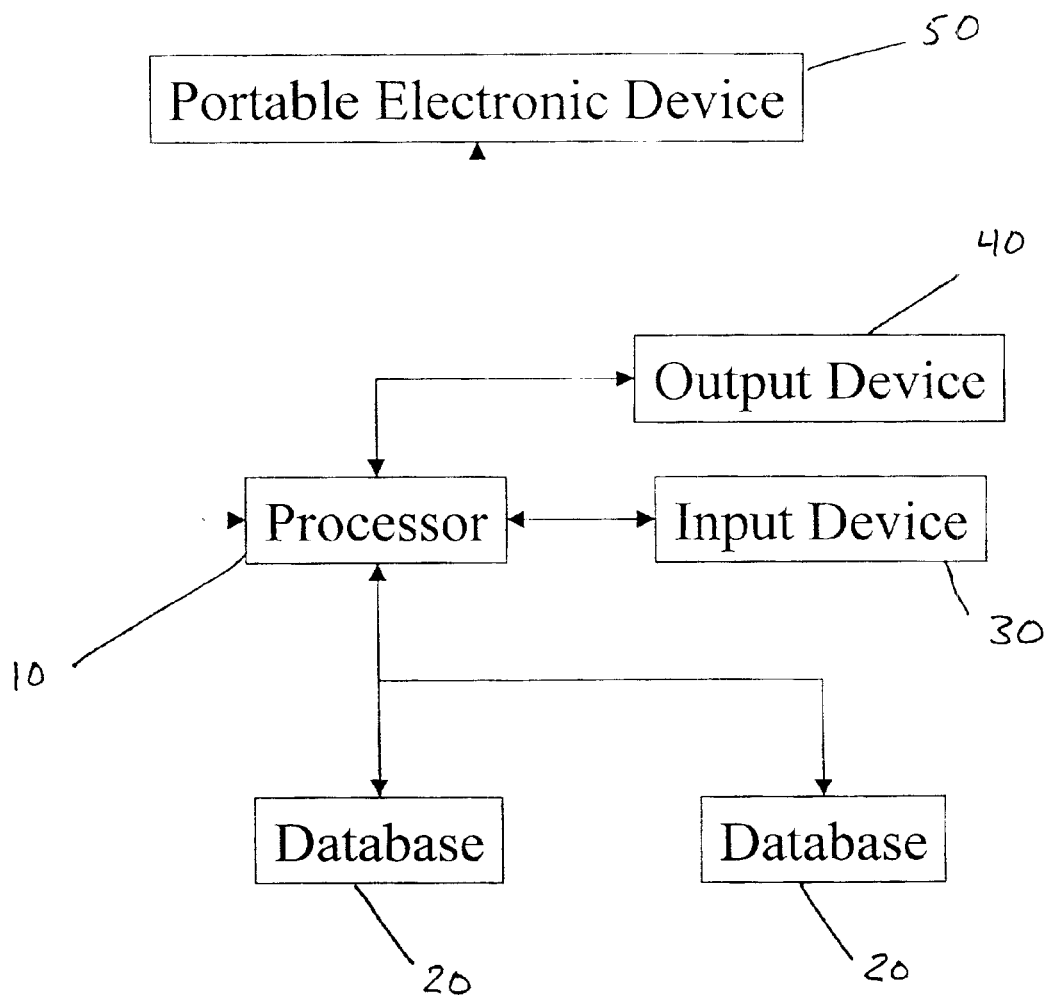 50
Portable Electronic Device
40
Output Device
Processor
Input Device
30
10
Database
Database
20
20